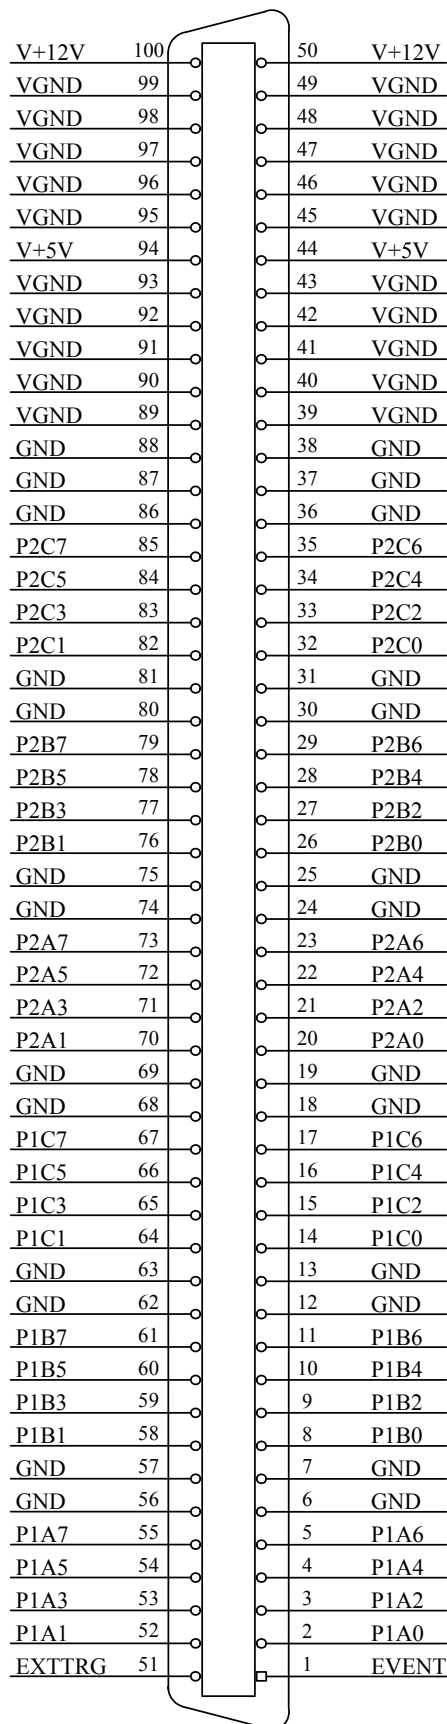 V+12V 100 50 V+12V
VGND 99 49 VGND
VGND 98 48 VGND
VGND 97 47 VGND
VGND 96 46 VGND
VGND 95 45 VGND
V+5V 94 44 V+5V
VGND 93 43 VGND
VGND 92 42 VGND
VGND 91 41 VGND
VGND 90 40 VGND
VGND 89 39 VGND
GND 88 38 GND
GND 87 37 GND
GND 86 36 GND
P2C7 85 35 P2C6
P2C5 84 34 P2C4
P2C3 83 33 P2C2
P2C1 82 32 P2C0
GND 81 31 GND
GND 80 30 GND
P2B7 79 29 P2B6
P2B5 78 28 P2B4
P2B3 77 27 P2B2
P2B1 76 26 P2B0
GND 75 25 GND
GND 74 24 GND
P2A7 73 23 P2A6
P2A5 72 22 P2A4
P2A3 71 21 P2A2
P2A1 70 20 P2A0
GND 69 19 GND
GND 68 18 GND
P1C7 67 17 P1C6
P1C5 66 16 P1C4
P1C3 65 15 P1C2
P1C1 64 14 P1C0
GND 63 13 GND
GND 62 12 GND
P1B7 61 11 P1B6
P1B5 60 10 P1B4
P1B3 59 9 P1B2
P1B1 58 8 P1B0
GND 57 7 GND
GND 56 6 GND
P1A7 55 5 P1A6
P1A5 54 4 P1A4
P1A3 53 3 P1A2
P1A1 52 2 P1A0
EXTTRG 51 1 EVENT